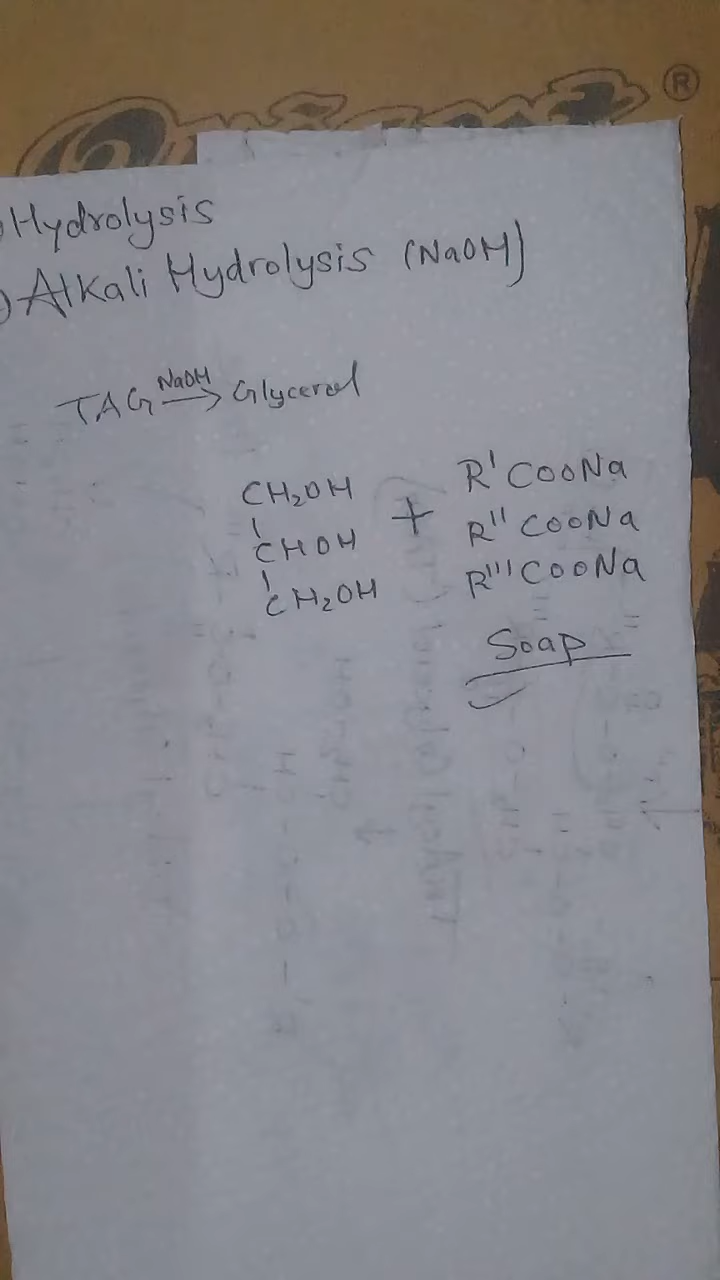 Hydrolysis
) Alkali Hydrolysis (NaOH)
TAG NaOH → Glycerol
CH₂OH + R' COONa
CHOH R'' COONa
CH₂OH R''' COONa
Soap
®